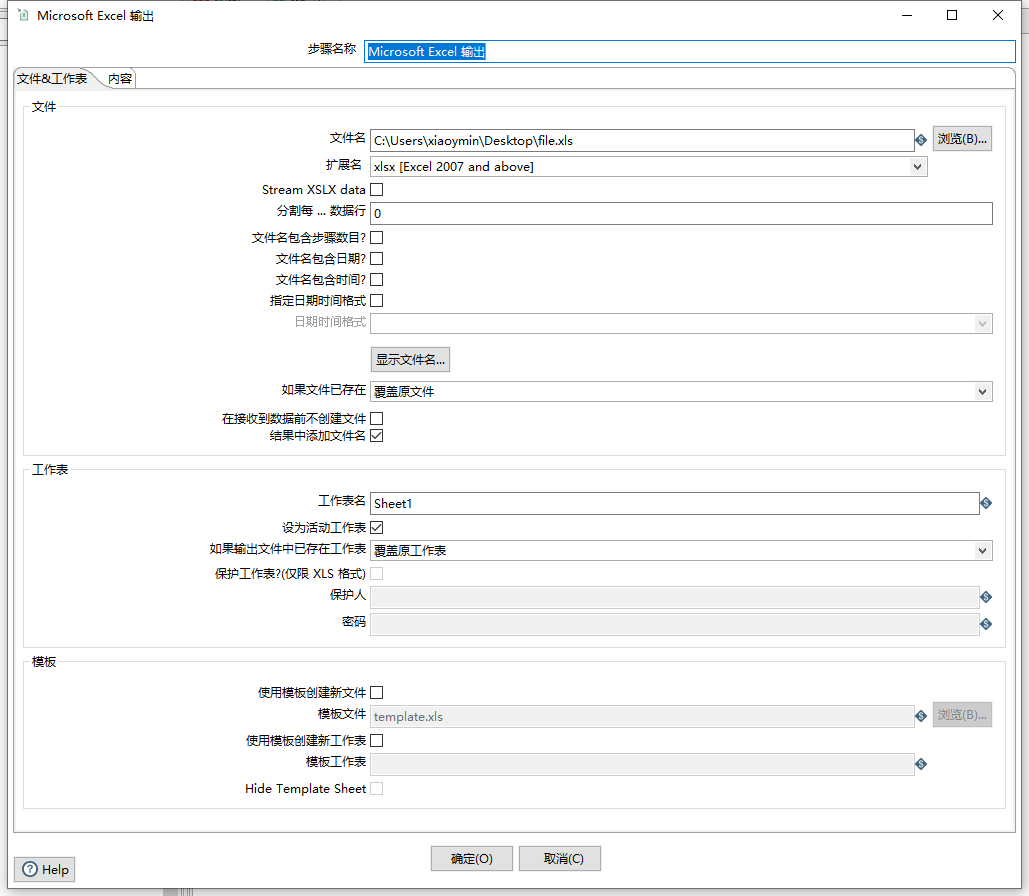 Microsoft Excel 输出
步骤名称 Microsoft Excel 输出
文件&工作表 内容
文件
文件名 C:\Users\xiaoymin\Desktop\file.xls 浏览(B)...
扩展名 xlsx [Excel 2007 and above]
Stream XSLX data
分割每 ... 数据行 0
文件名包含步骤数目?
文件名包含日期?
文件名包含时间?
指定日期时间格式
日期时间格式
显示文件名...
如果文件已存在 覆盖原文件
在接收到数据前不创建文件
结果中添加文件名
工作表
工作表名 Sheet1
设为活动工作表
如果输出文件中已存在工作表 覆盖原工作表
保护工作表?(仅限 XLS 格式)
保护人
密码
模板
使用模板创建新文件
模板文件 template.xls 浏览(B)...
使用模板创建新工作表
模板工作表
Hide Template Sheet
确定(O) 取消(C)
Help